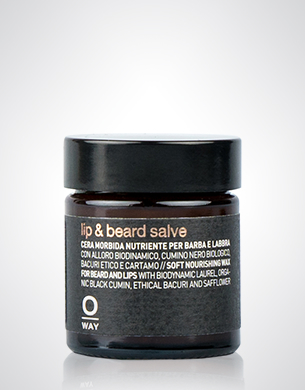 lip & beard salve
CERA MORBIDA NUTRIENTE PER BARBA E LABBRA
CON ALLORO BIODINAMICO, CUMINO NERO BIOLOGICO,
BACURI ETICO E CARTAMO // SOFT NOURISHING WAX
FOR BEARD AND LIPS WITH BIODYNAMIC LAUREL, ORGA-
NIC BLACK CUMIN, ETHICAL BACURI AND SAFFLOWER
O
WAY